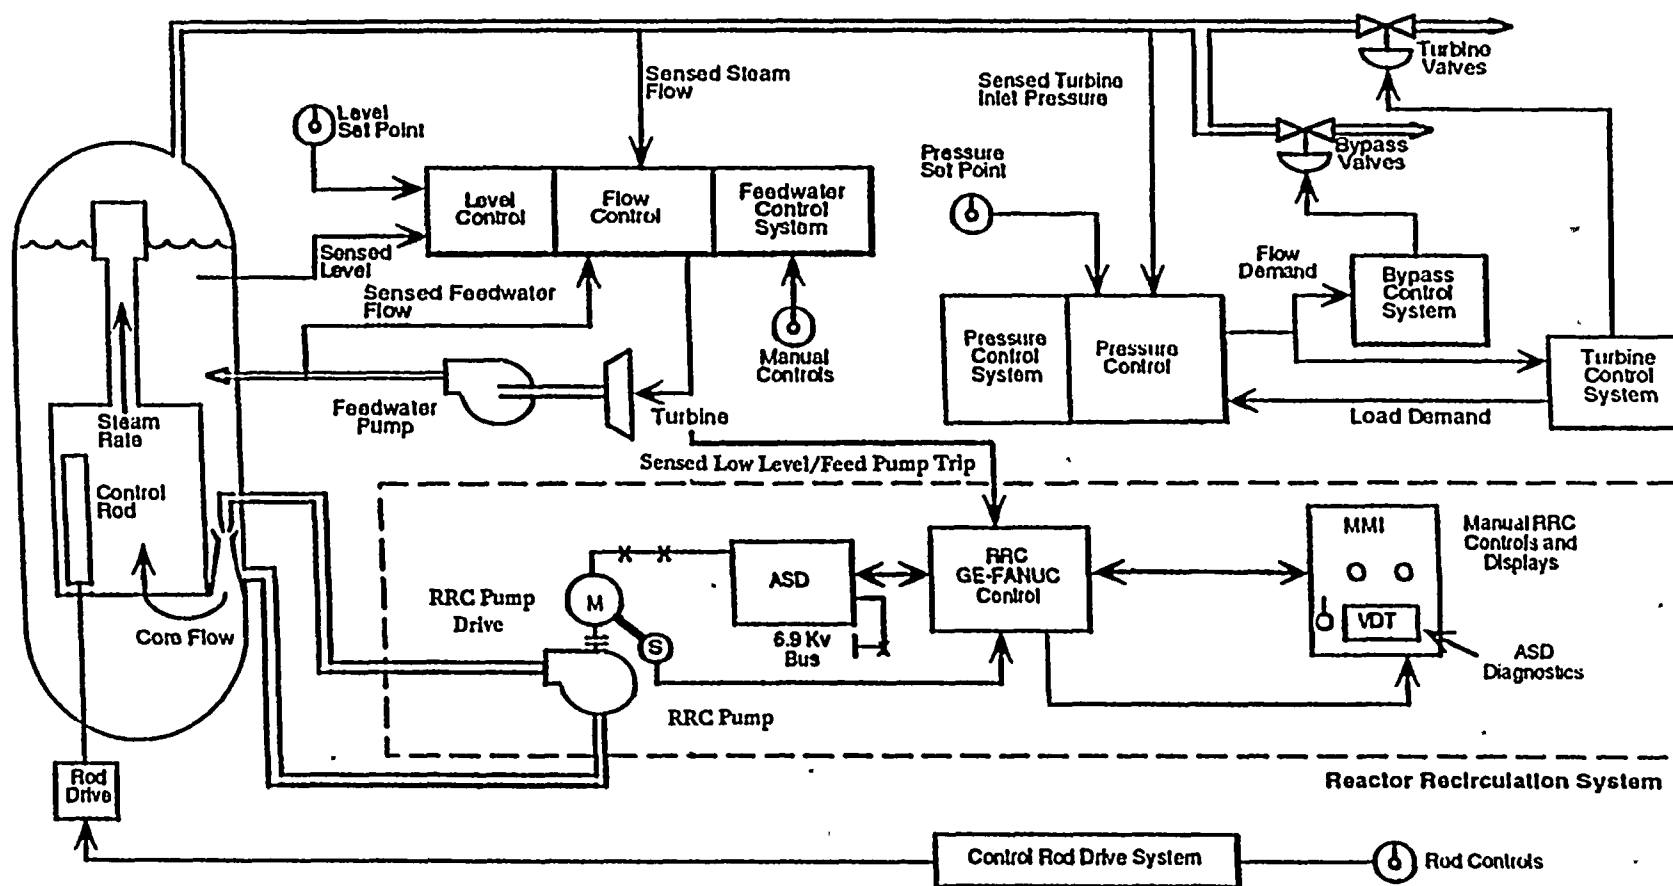 Turbine
Valves
Sensed Steam
Flow
Sensed Turbine
Inlet Pressure
Level
Set Point
Bypass
Valves
Pressure
Set Point
Level
Control
Flow
Control
Feedwater
Control
System
Sensed
Level
Flow
Demand
Bypass
Control
System
Sensed Feedwater
Flow
Manual
Controls
Pressure
Control
System
Pressure
Control
Turbine
Control
System
Feedwater
Pump
Turbine
Load Demand
Steam
Rate
Sensed Low Level/Feed Pump Trip
Control
Rod
MMI
Manual RRC
Controls and
Displays
RRC
GE-FANUC
Control
ASD
M
RRC Pump
Drive
VDT
Core Flow
S
6.9 Kv
Bus
ASD
Diagnostics
RRC Pump
Rod
Drive
Reactor Recirculation System
Control Rod Drive System
Rod Controls